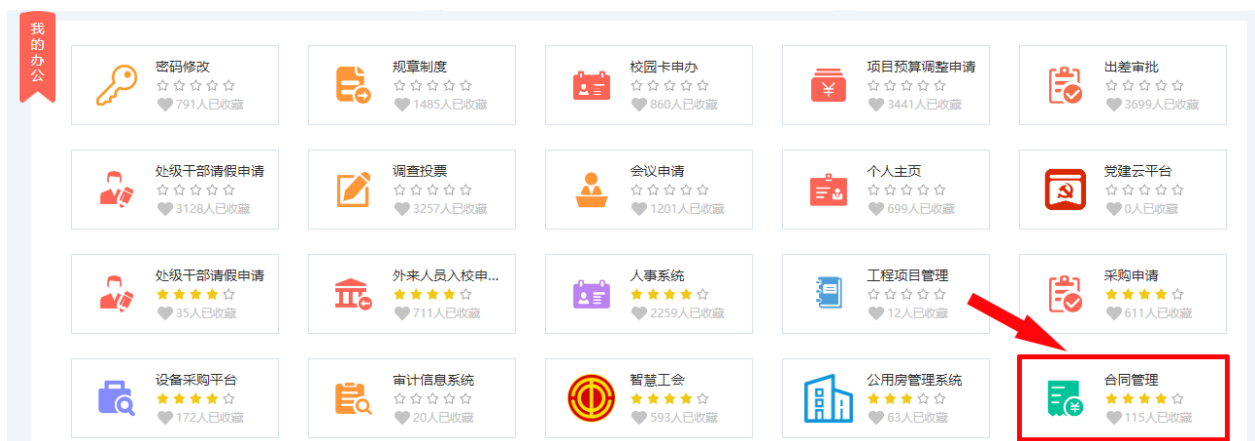 我的办公
密码修改
791人已收藏
规章制度
1485人已收藏
校园卡申办
860人已收藏
项目预算调整申请
3441人已收藏
出差审批
3699人已收藏
处级干部请假申请
3128人已收藏
调查投票
3257人已收藏
会议申请
1201人已收藏
个人主页
699人已收藏
党建云平台
0人已收藏
处级干部请假申请
35人已收藏
外来人员入校申...
711人已收藏
人事系统
2259人已收藏
工程项目管理
12人已收藏
采购申请
611人已收藏
设备采购平台
172人已收藏
审计信息系统
20人已收藏
智慧工会
593人已收藏
公用房管理系统
63人已收藏
合同管理
115人已收藏